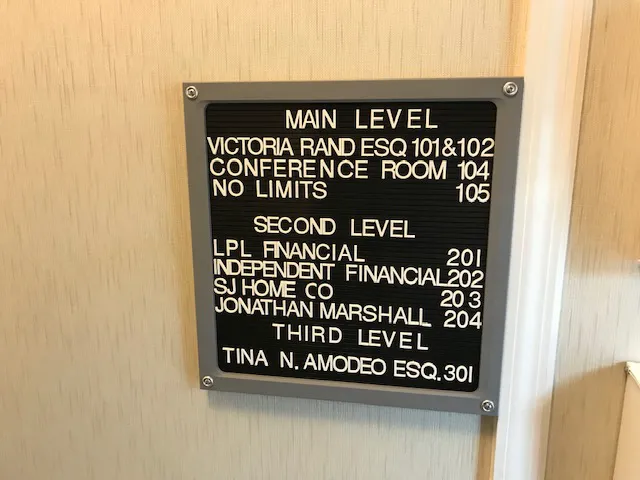 MAIN LEVEL
VICTORIA RAND ESQ 101&102
CONFERENCE ROOM 104
NO LIMITS 105
SECOND LEVEL
LPL FINANCIAL 201
INDEPENDENT FINANCIAL 202
SJ HOME CO 203
JONATHAN MARSHALL 204
THIRD LEVEL
TINA N. AMODEO ESQ. 301